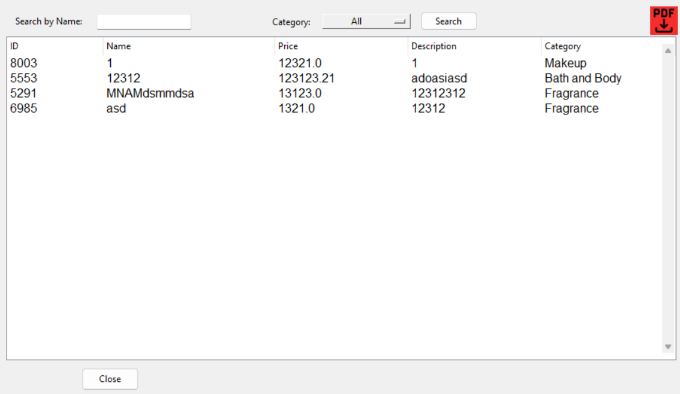 Search by Name: Category: All Search PDF
ID Name Price Description Category
8003 1 12321.0 1 Makeup
5553 12312 123123.21 adoasiasd Bath and Body
5291 MNAMdsmmdsa 13123.0 12312312 Fragrance
6985 asd 1321.0 12312 Fragrance
Close